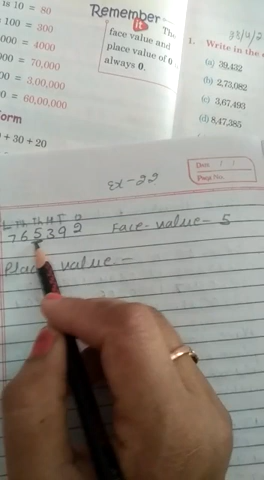 is 10 = 80
100 = 300
000 = 4000
000 = 70,000
00 = 3,00,000
0 = 60,00,000
orm
+ 30 + 20
Remember
it
The
face value and
place value of 0
always 0.
1. Write in the
(a) 39,432
(b) 2,73,082
(c) 3,67,493
(d) 8,47,385
Date / /
Page No.
Ex-22
L TTh Th H T O
765392 Face-value- 5
Place value -